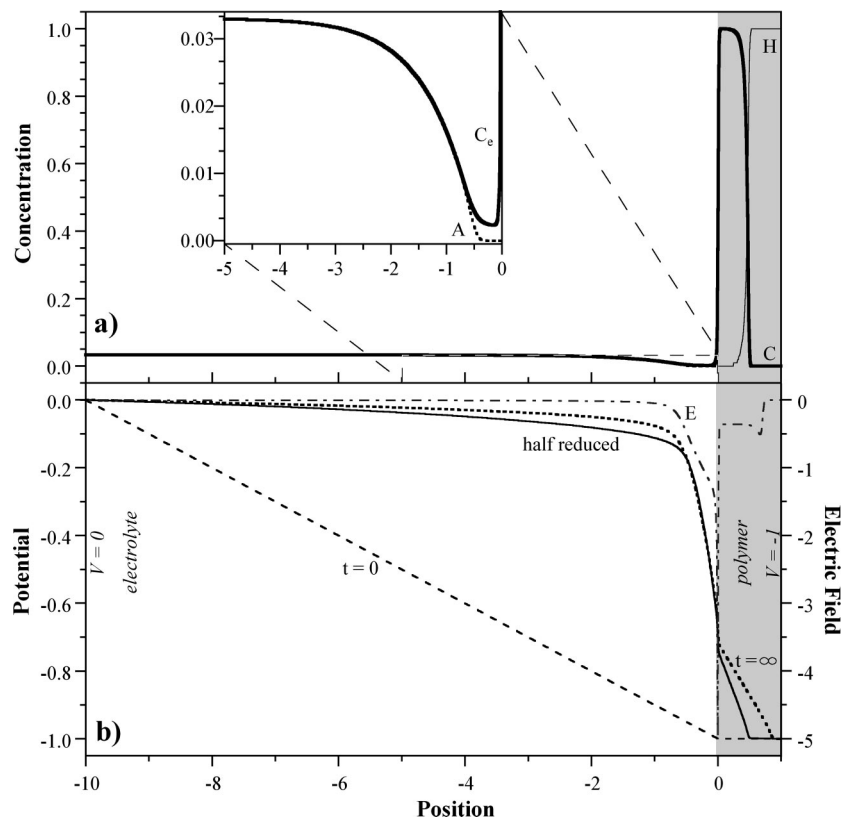 Concentration
1.0
0.8
0.6
0.4
0.2
0.0
a)
0.03
0.02
0.01
0.00
-5 -4 -3 -2 -1 0
Cₑ
A
H
C
Potential
0.0
-0.2
-0.4
-0.6
-0.8
-1.0
b)
V = 0
electrolyte
t = 0
half reduced
E
polymer
V = -1
t = ∞
0
-1
-2
-3
-4
-5
Electric Field
-10 -8 -6 -4 -2 0
Position